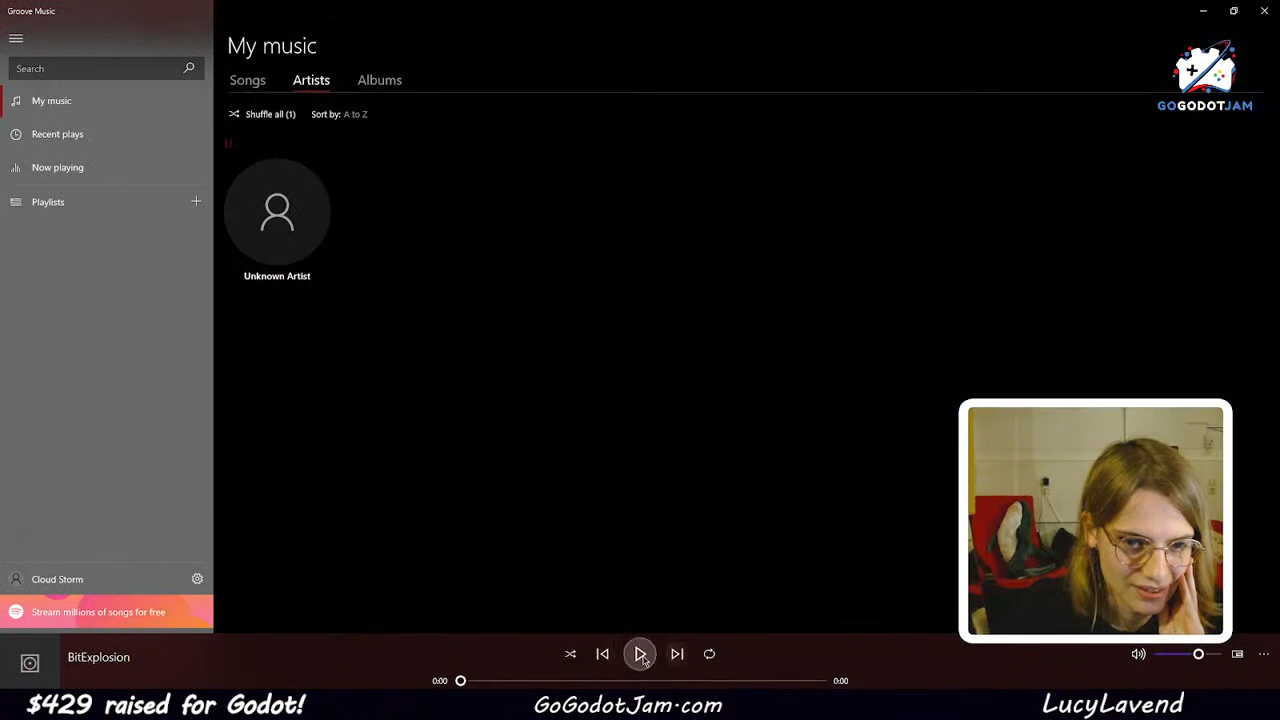 Groove Music
My music
Search
Songs
Artists
Albums
My music
Shuffle all (1)
Sort by: A to Z
GOGODOTJAM
Recent plays
U
Now playing
Playlists
Unknown Artist
Cloud Storm
Stream millions of songs for free
BitExplosion
0:00
0:00
$429 raised for Godot!
GoGodotJam.com
LucyLavend